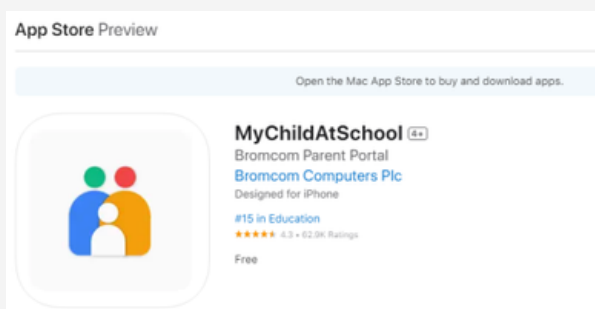 App Store Preview
Open the Mac App Store to buy and download apps.
MyChildAtSchool 4+
Bromcom Parent Portal
Bromcom Computers Plc
Designed for iPhone
#15 in Education
★★★★★ 4.3 • 62.9K Ratings
Free